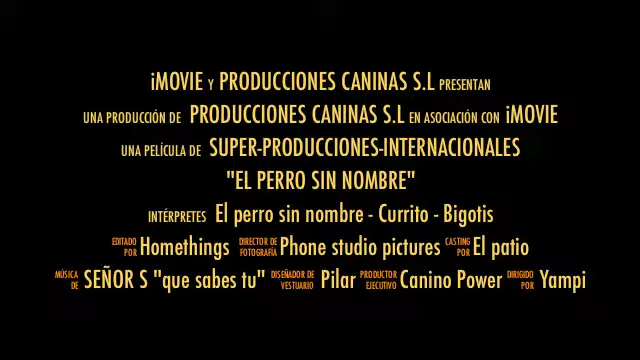 iMOVIE Y PRODUCCIONES CANINAS S.L PRESENTAN
UNA PRODUCCIÓN DE PRODUCCIONES CANINAS S.L EN ASOCIACIÓN CON iMOVIE
UNA PELÍCULA DE SUPER-PRODUCCIONES-INTERNACIONALES
"EL PERRO SIN NOMBRE"
INTÉRPRETES El perro sin nombre - Currito - Bigotis
EDITADO POR Homethings DIRECTOR DE FOTOGRAFÍA Phone studio pictures CASTING POR El patio
MÚSICA DE SEÑOR S "que sabes tu" DISEÑADOR DE VESTUARIO Pilar PRODUCTOR EJECUTIVO Canino Power DIRIGIDO POR Yampi